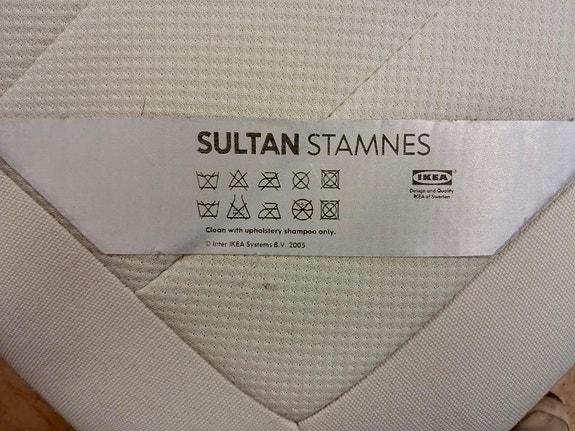 SULTAN STAMNES
IKEA
Design and Quality
IKEA of Sweden
Clean with upholstery shampoo only.
© Inter IKEA Systems B.V. 2005